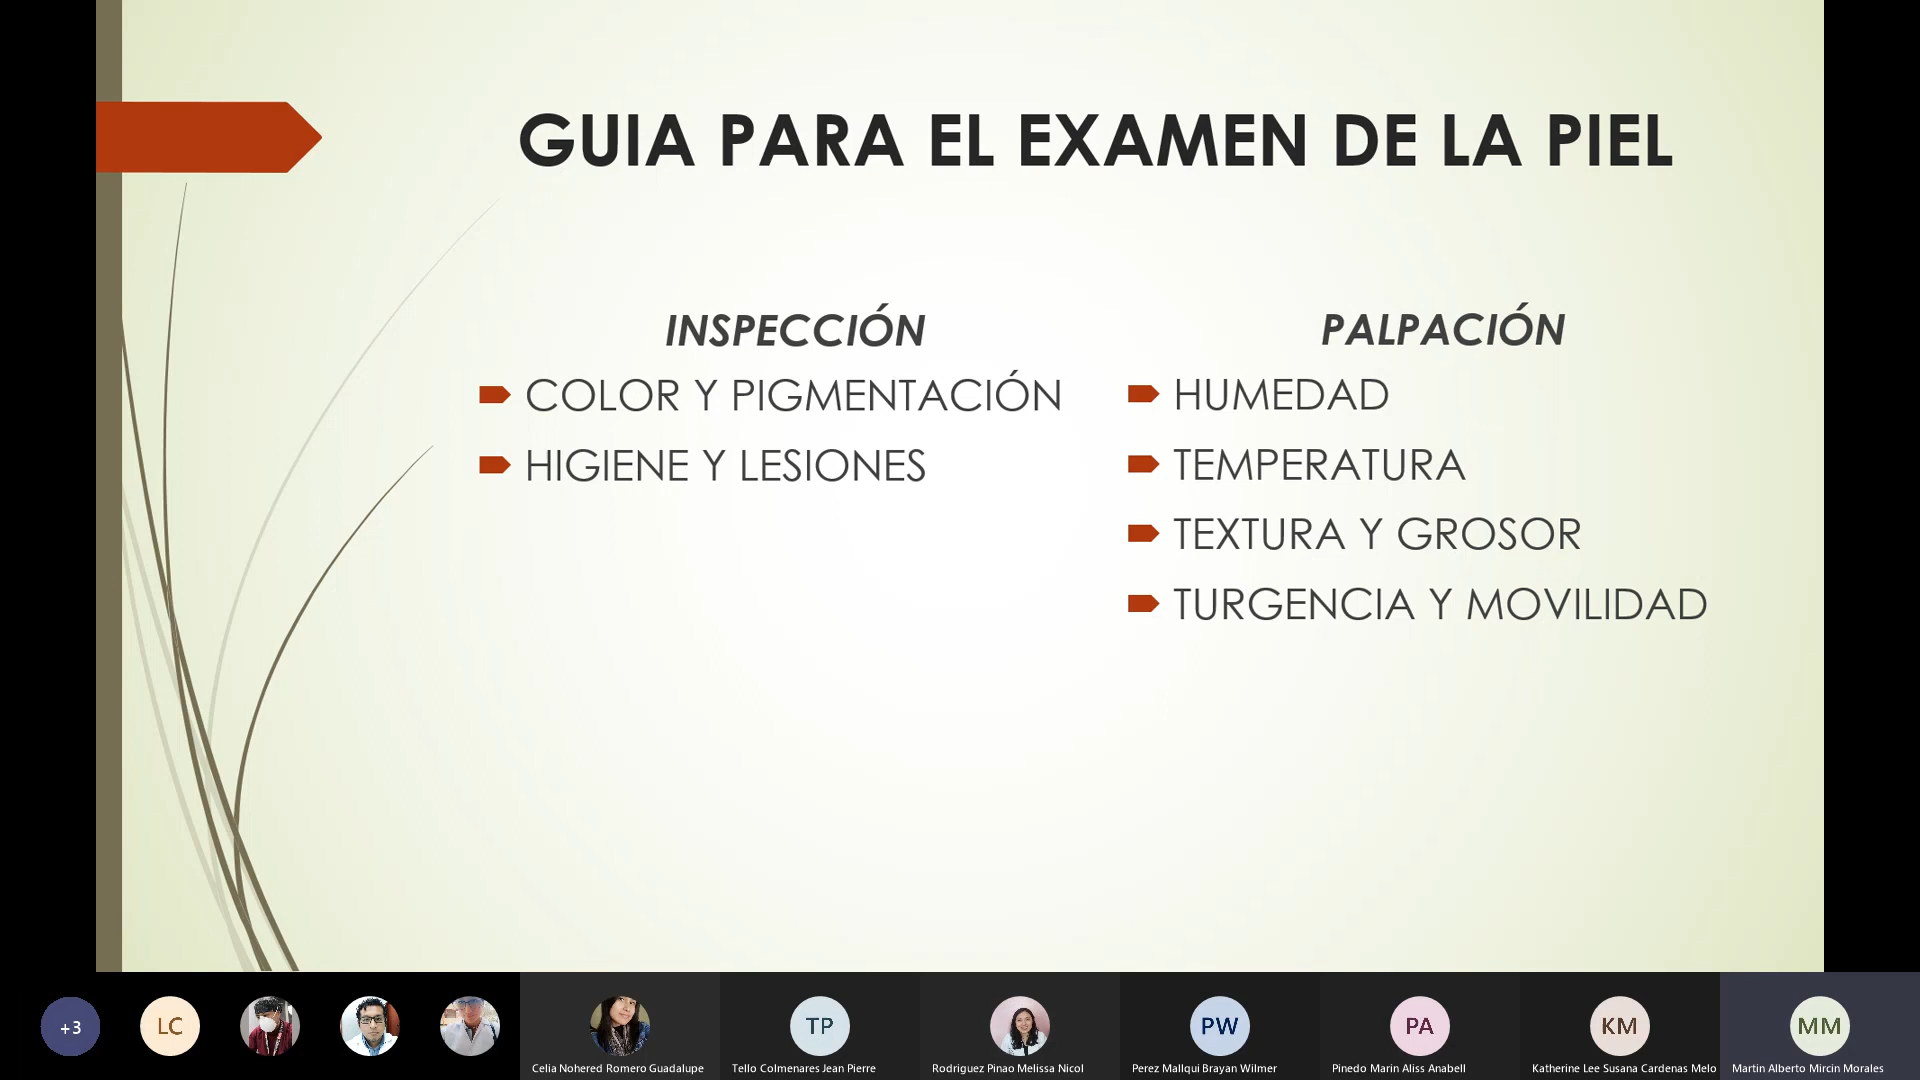 GUIA PARA EL EXAMEN DE LA PIEL
INSPECCIÓN
COLOR Y PIGMENTACIÓN
HIGIENE Y LESIONES
PALPACIÓN
HUMEDAD
TEMPERATURA
TEXTURA Y GROSOR
TURGENCIA Y MOVILIDAD
+3
LC
TP
PW
PA
KM
MM
Celia Nohered Romero Guadalupe
Tello Colmenares Jean Pierre
Rodriguez Pinao Melissa Nicol
Perez Mallqui Brayan Wilmer
Pinedo Marin Aliss Anabell
Katherine Lee Susana Cardenas Melo
Martin Alberto Mircin Morales